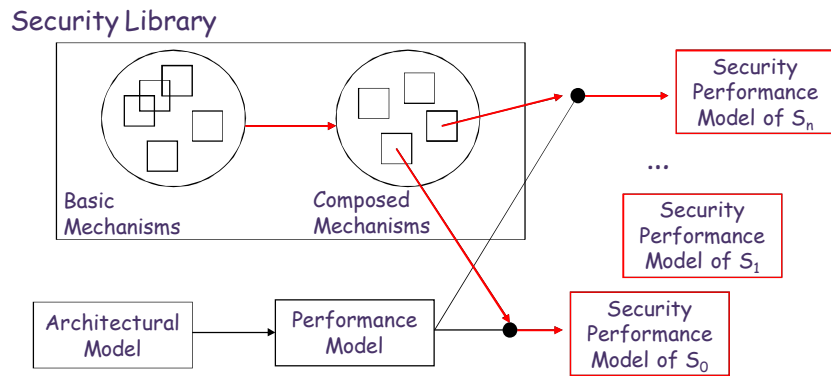 Security Library
Basic
Mechanisms
Composed
Mechanisms
Security
Performance
Model of Sₙ
...
Security
Performance
Model of S₁
Architectural
Model
Performance
Model
Security
Performance
Model of S₀